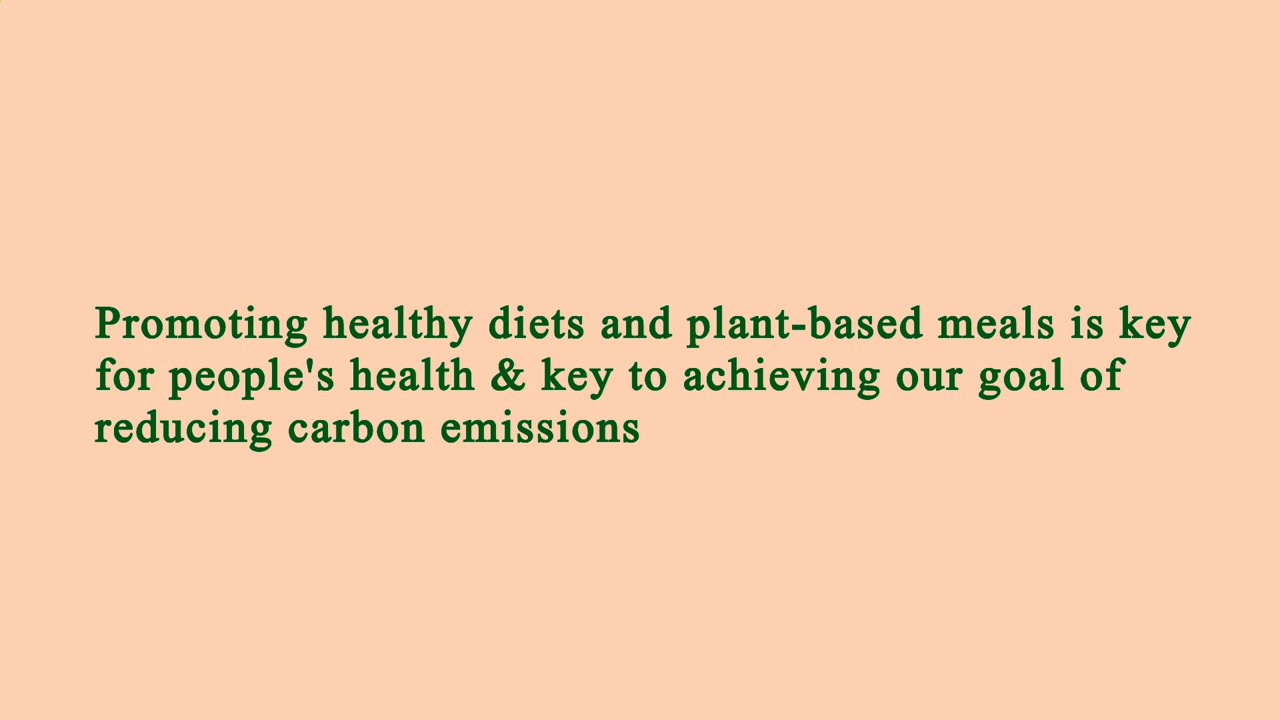 Promoting healthy diets and plant-based meals is key
for people's health & key to achieving our goal of
reducing carbon emissions